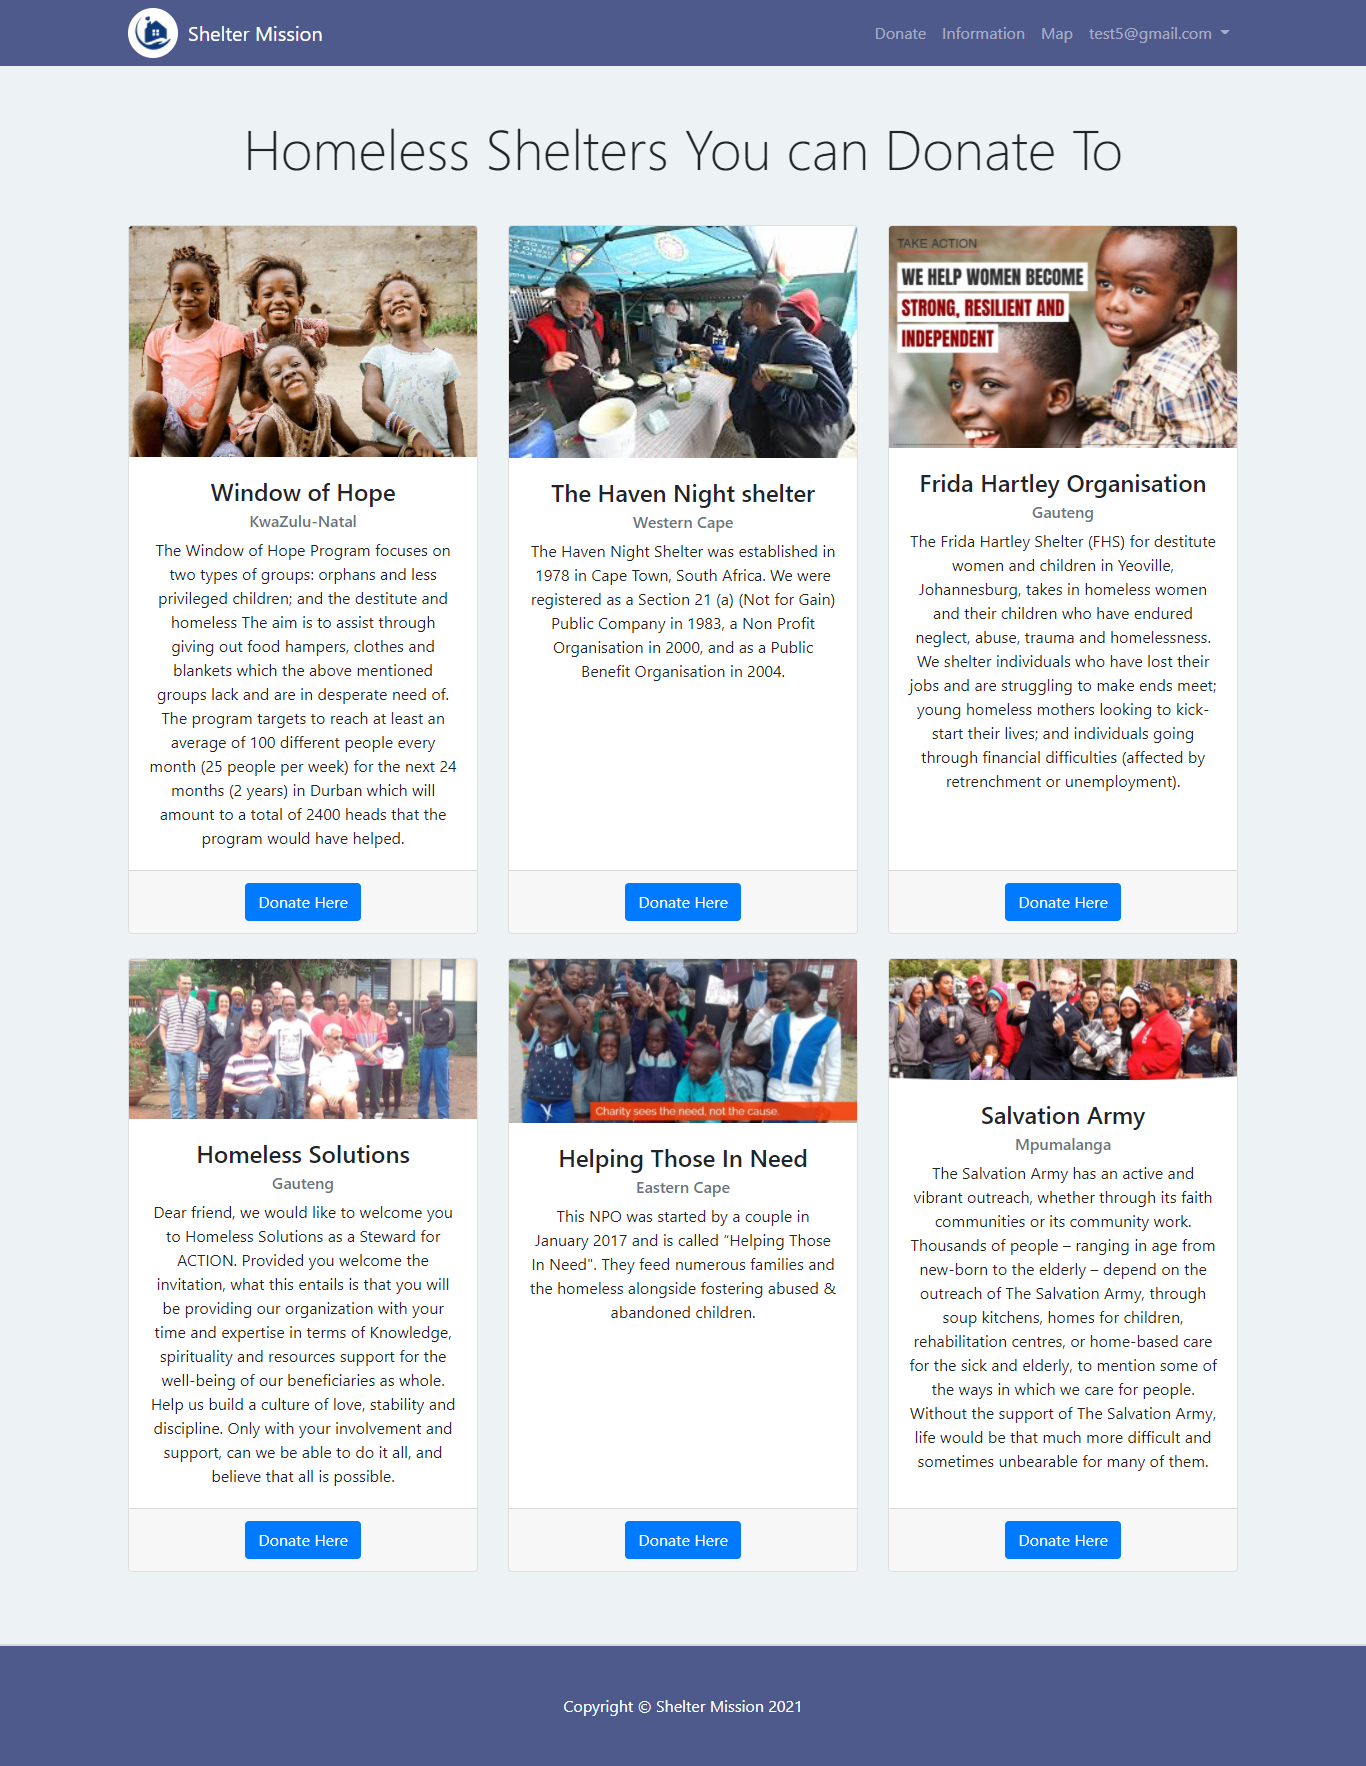 Shelter Mission
Donate Information Map test5@gmail.com
Homeless Shelters You can Donate To
Window of Hope
KwaZulu-Natal
The Window of Hope Program focuses on
two types of groups: orphans and less
privileged children; and the destitute and
homeless The aim is to assist through
giving out food hampers, clothes and
blankets which the above mentioned
groups lack and are in desperate need of.
The program targets to reach at least an
average of 100 different people every
month (25 people per week) for the next 24
months (2 years) in Durban which will
amount to a total of 2400 heads that the
program would have helped.
Donate Here
The Haven Night shelter
Western Cape
The Haven Night Shelter was established in
1978 in Cape Town, South Africa. We were
registered as a Section 21 (a) (Not for Gain)
Public Company in 1983, a Non Profit
Organisation in 2000, and as a Public
Benefit Organisation in 2004.
Donate Here
TAKE ACTION
WE HELP WOMEN BECOME
STRONG, RESILIENT AND
INDEPENDENT
Frida Hartley Organisation
Gauteng
The Frida Hartley Shelter (FHS) for destitute
women and children in Yeoville,
Johannesburg, takes in homeless women
and their children who have endured
neglect, abuse, trauma and homelessness.
We shelter individuals who have lost their
jobs and are struggling to make ends meet;
young homeless mothers looking to kick-
start their lives; and individuals going
through financial difficulties (affected by
retrenchment or unemployment).
Donate Here
Homeless Solutions
Gauteng
Dear friend, we would like to welcome you
to Homeless Solutions as a Steward for
ACTION. Provided you welcome the
invitation, what this entails is that you will
be providing our organization with your
time and expertise in terms of Knowledge,
spirituality and resources support for the
well-being of our beneficiaries as whole.
Help us build a culture of love, stability and
discipline. Only with your involvement and
support, can we be able to do it all, and
believe that all is possible.
Donate Here
Charity sees the need, not the cause.
Helping Those In Need
Eastern Cape
This NPO was started by a couple in
January 2017 and is called “Helping Those
In Need". They feed numerous families and
the homeless alongside fostering abused &
abandoned children.
Donate Here
Salvation Army
Mpumalanga
The Salvation Army has an active and
vibrant outreach, whether through its faith
communities or its community work.
Thousands of people – ranging in age from
new-born to the elderly – depend on the
outreach of The Salvation Army, through
soup kitchens, homes for children,
rehabilitation centres, or home-based care
for the sick and elderly, to mention some of
the ways in which we care for people.
Without the support of The Salvation Army,
life would be that much more difficult and
sometimes unbearable for many of them.
Donate Here
Copyright © Shelter Mission 2021